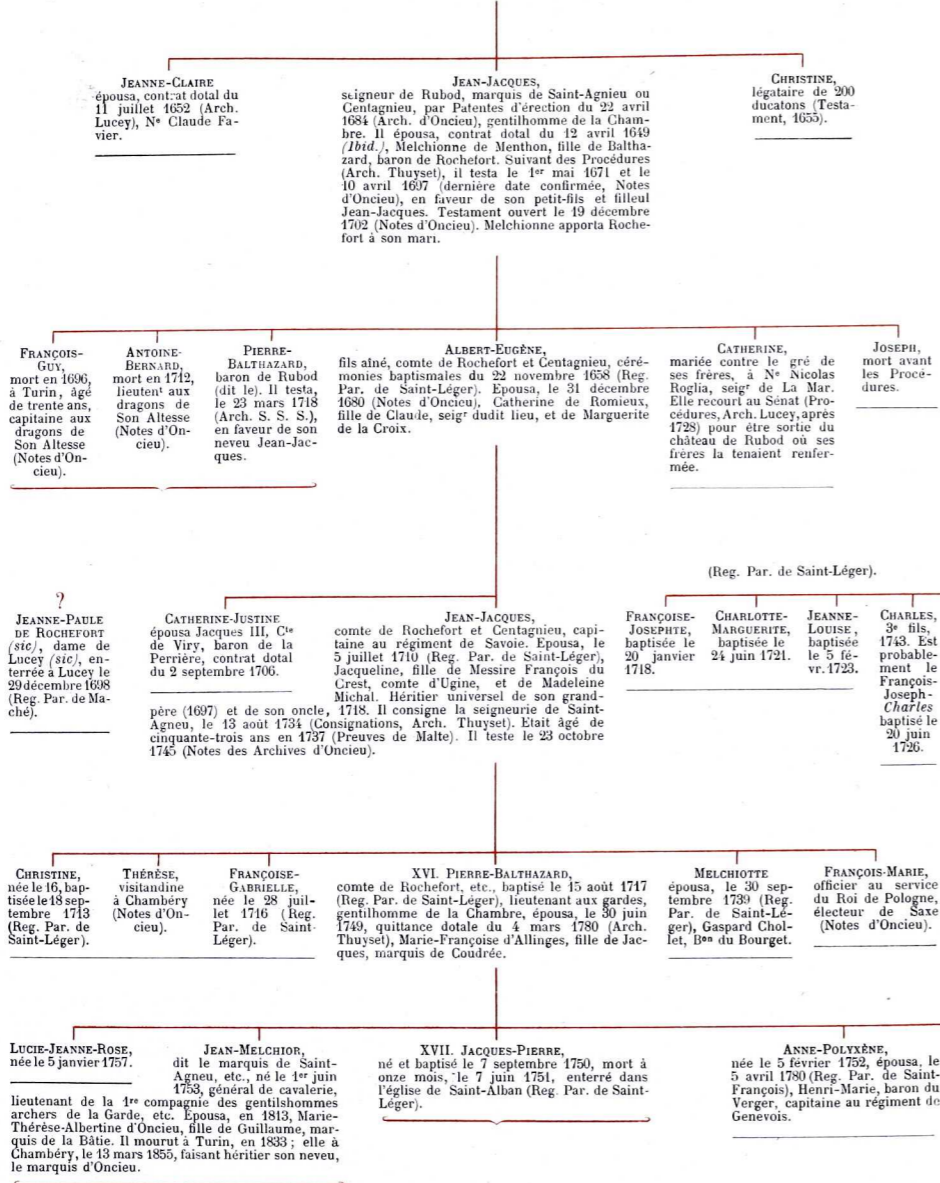 JEANNE-CLAIRE
épousa, contrat dotal du
11 juillet 1652 (Arch.
Lucey), Nᵉ Claude Fa-
vier.
JEAN-JACQUES,
seigneur de Rubod, marquis de Saint-Agnieu ou
Centagnieu, par Patentes d'érection du 22 avril
1684 (Arch. d'Oncieu), gentilhomme de la Cham-
bre. Il épousa, contrat dotal du 12 avril 1649
(Ibid.), Melchionne de Menthon, fille de Baltha-
zard, baron de Rochefort. Suivant des Procédures
(Arch. Thuyset), il testa le 1er mai 1671 et le
10 avril 1697 (dernière date confirmée, Notes
d'Oncieu), en faveur de son petit-fils et filleul
Jean-Jacques. Testament ouvert le 19 décembre
1702 (Notes d'Oncieu). Melchionne apporta Roche-
fort à son mari.
CHRISTINE,
légataire de 200
ducatons (Testa-
ment, 1655).
FRANÇOIS-
GUY,
mort en 1696,
à Turin, âgé
de trente ans,
capitaine aux
dragons de
Son Altesse
(Notes d'On-
cieu).
ANTOINE-
BERNARD,
mort en 1712,
lieutenᵗ aux
dragons de
Son Altesse
(Notes d'On-
cieu).
PIERRE-
BALTHAZARD,
baron de Rubod
(dit le). Il testa,
le 23 mars 1718
(Arch. S. S. S.),
en faveur de son
neveu Jean-Jac-
ques.
ALBERT-EUGÈNE,
fils aîné, comte de Rochefort et Centagnieu, céré-
monies baptismales du 22 novembre 1658 (Reg.
Par. de Saint-Léger). Epousa, le 31 décembre
1680 (Notes d'Oncieu), Catherine de Romieux,
fille de Claude, seigʳ dudit lieu, et de Marguerite
de la Croix.
CATHERINE,
mariée contre le gré de
ses frères, à Nᵉ Nicolas
Roglia, seigʳ de La Mar.
Elle recourt au Sénat (Pro-
cédures, Arch. Lucey, après
1728) pour être sortie du
château de Rubod où ses
frères la tenaient renfer-
mée.
JOSEPH,
mort avant
les Procé-
dures.
(Reg. Par. de Saint-Léger).
?
JEANNE-PAULE
DE ROCHEFORT
(sic), dame de
Lucey (sic), en-
terrée à Lucey le
29 décembre 1698
(Reg. Par. de Ma-
ché).
CATHERINE-JUSTINE
épousa Jacques III, Cᵗᵉ
de Viry, baron de la
Perrière, contrat dotal
du 2 septembre 1706.
JEAN-JACQUES,
comte de Rochefort et Centagnieu, capi-
taine au régiment de Savoie. Epousa, le
5 juillet 1710 (Reg. Par. de Saint-Léger),
Jacqueline, fille de Messire François du
Crest, comte d'Ugine, et de Madeleine
Michal. Héritier universel de son grand-
père (1697) et de son oncle, 1718. Il consigne la seigneurie de Saint-
Agneu, le 13 août 1734 (Consignations, Arch. Thuyset). Etait âgé de
cinquante-trois ans en 1737 (Preuves de Malte). Il teste le 23 octobre
1745 (Notes des Archives d'Oncieu).
FRANÇOISE-
JOSEPHTE,
baptisée le
20 janvier
1718.
CHARLOTTE-
MARGUERITE,
baptisée le
24 juin 1721.
JEANNE-
LOUISE,
baptisée
le 5 fé-
vr. 1723.
CHARLES,
3ᵉ fils,
1743. Est
probable-
ment le
François-
Joseph-
Charles
baptisé le
20 juin
1726.
CHRISTINE,
née le 16, bap-
tisée le 18 sep-
tembre 1713
(Reg. Par. de
Saint-Léger).
THÉRÈSE,
visitandine
à Chambéry
(Notes d'On-
cieu).
FRANÇOISE-
GABRIELLE,
née le 28 juil-
let 1716 (Reg.
Par. de Saint-
Léger).
XVI. PIERRE-BALTHAZARD,
comte de Rochefort, etc., baptisé le 15 août 1717
(Reg. Par. de Saint-Léger), lieutenant aux gardes,
gentilhomme de la Chambre, épousa, le 30 juin
1749, quittance dotale du 4 mars 1780 (Arch.
Thuyset), Marie-Françoise d'Allinges, fille de Jac-
ques, marquis de Coudrée.
MELCHIOTTE
épousa, le 30 sep-
tembre 1739 (Reg.
Par. de Saint-Lé-
ger), Gaspard Chol-
let, Bᵒⁿ du Bourget.
FRANÇOIS-MARIE,
officier au service
du Roi de Pologne,
électeur de Saxe
(Notes d'Oncieu).
LUCIE-JEANNE-ROSE,
née le 5 janvier 1757.
JEAN-MELCHIOR,
dit le marquis de Saint-
Agneu, etc., né le 1er juin
1753, général de cavalerie,
lieutenant de la 1re compagnie des gentilshommes
archers de la Garde, etc. Epousa, en 1813, Marie-
Thérèse-Albertine d'Oncieu, fille de Guillaume, mar-
quis de la Bâtie. Il mourut à Turin, en 1833 ; elle à
Chambéry, le 13 mars 1855, faisant héritier son neveu,
le marquis d'Oncieu.
XVII. JACQUES-PIERRE,
né et baptisé le 7 septembre 1750, mort à
onze mois, le 7 juin 1751, enterré dans
l'église de Saint-Alban (Reg. Par. de Saint-
Léger).
ANNE-POLYXÈNE,
née le 5 février 1752, épousa, le
5 avril 1780 (Reg. Par. de Saint-
François), Henri-Marie, baron du
Verger, capitaine au régiment de
Genevois.